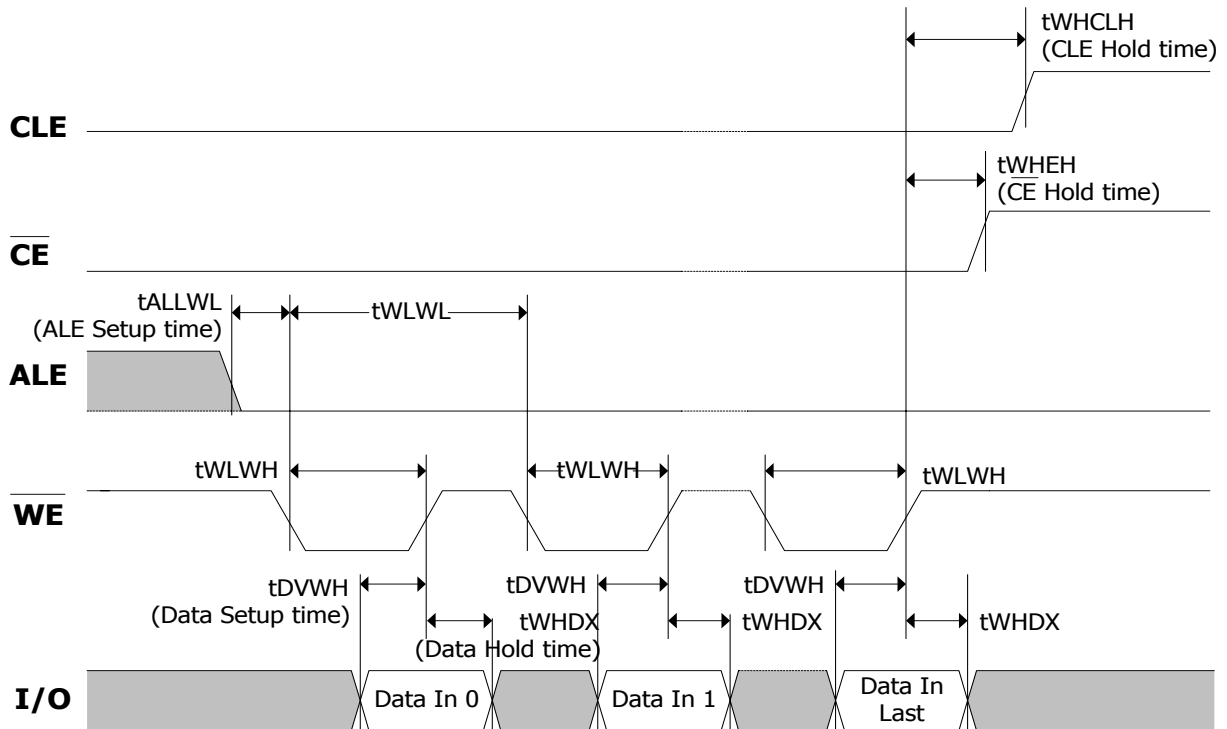 tWHCLH
(CLE Hold time)
CLE
tWHEH
(CE Hold time)
CE
tALLWL
(ALE Setup time)
tWLWL
ALE
tWLWH
tWLWH
tWLWH
WE
tDVWH
(Data Setup time)
tDVWH
tDVWH
tWHDX
(Data Hold time)
tWHDX
tWHDX
I/O
Data In 0
Data In 1
Data In
Last